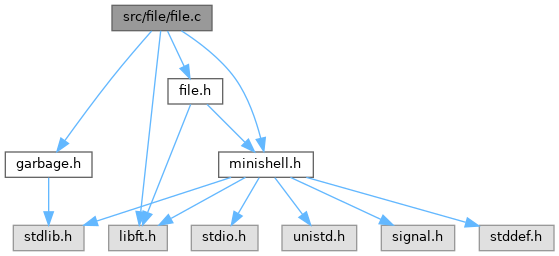 src/file/file.c
file.h
garbage.h
minishell.h
stdlib.h
libft.h
stdio.h
unistd.h
signal.h
stddef.h